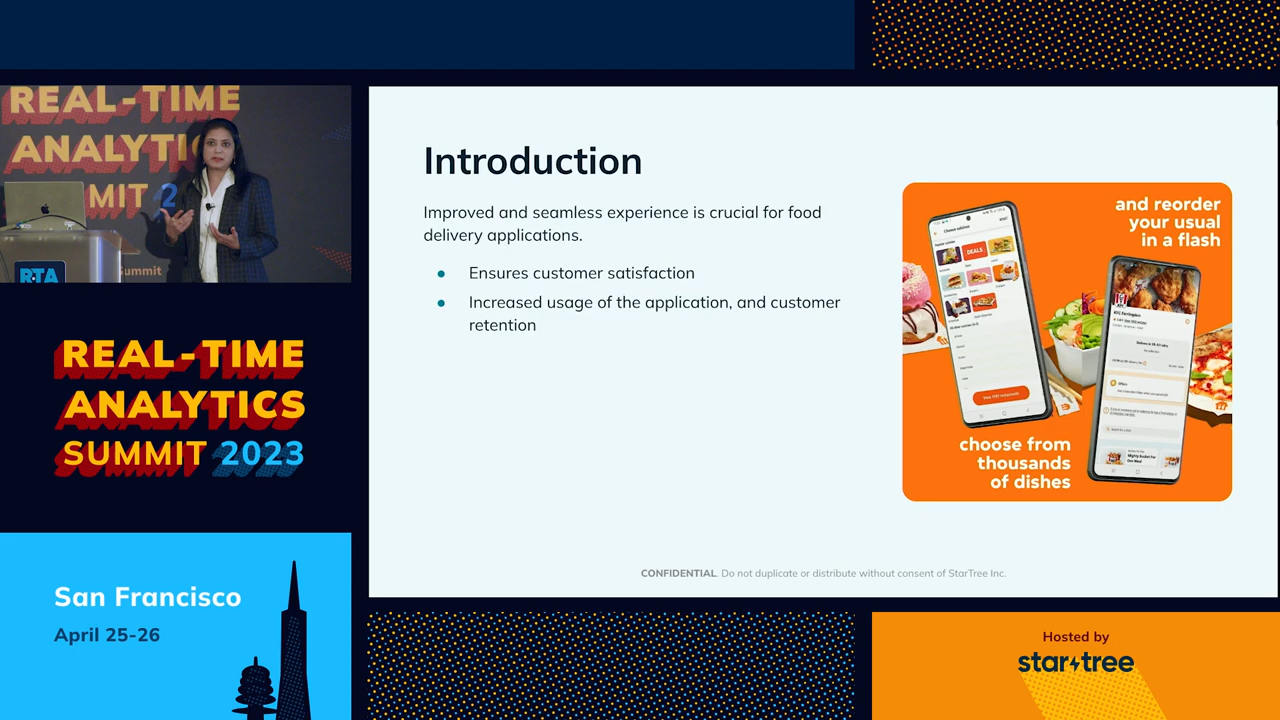 REAL-TIME
ANALYTIC
MIT 2
Summit
RTA
REAL-TIME
ANALYTICS
SUMMIT 2023
San Francisco
April 25-26
Introduction
Improved and seamless experience is crucial for food
delivery applications.
● Ensures customer satisfaction
● Increased usage of the application, and customer
retention
and reorder
your usual
in a flash
DEALS
choose from
thousands
of dishes
CONFIDENTIAL. Do not duplicate or distribute without consent of StarTree Inc.
Hosted by
startree